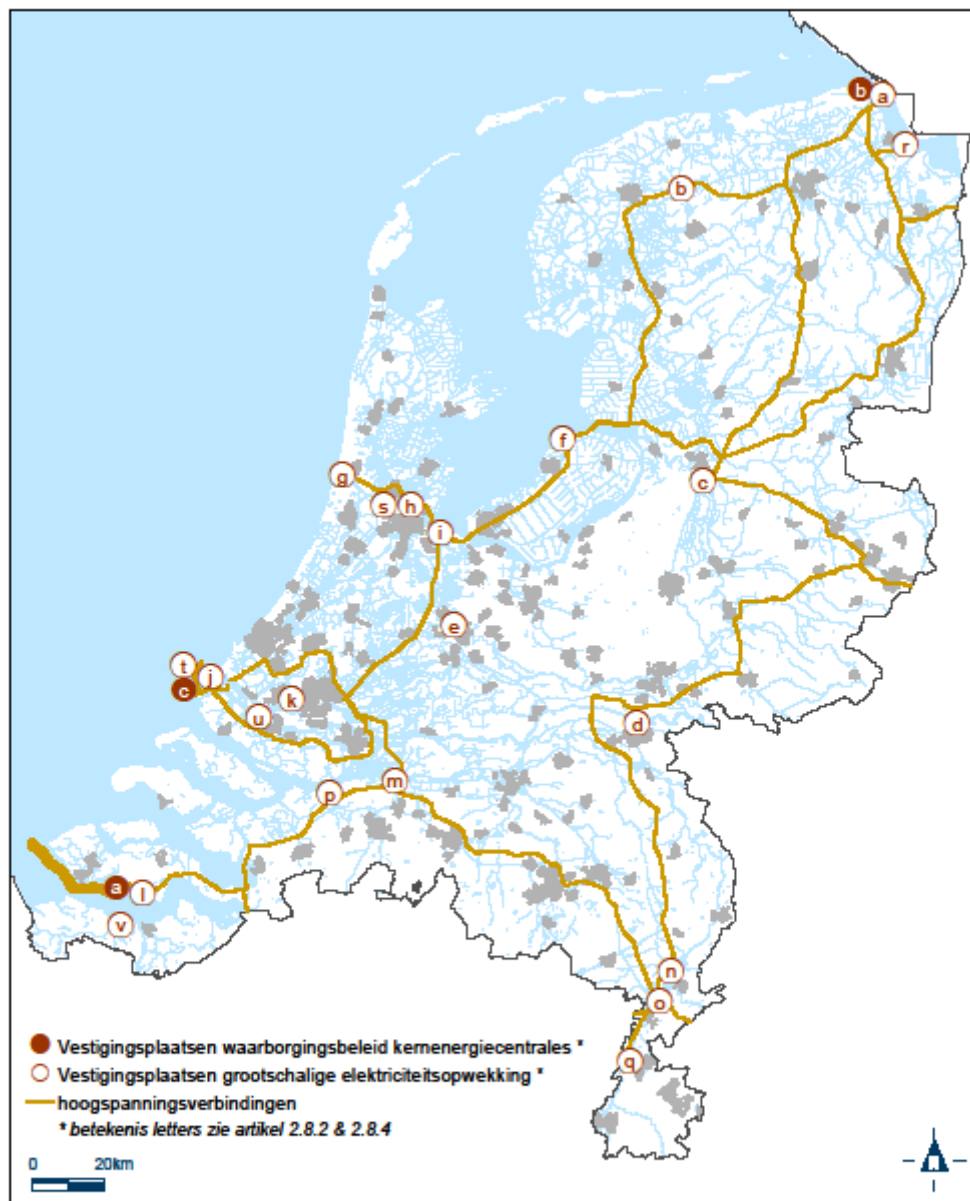 b a
r
b
f
g
c
s h
i
e
t
j
c
k
u
d
m
p
a l
v
n
o
q
Vestigingsplaatsen waarborgingsbeleid kernenergiecentrales *
Vestigingsplaatsen grootschalige elektriciteitsopwekking *
hoogspanningsverbindingen
* betekenis letters zie artikel 2.8.2 & 2.8.4
0 20km